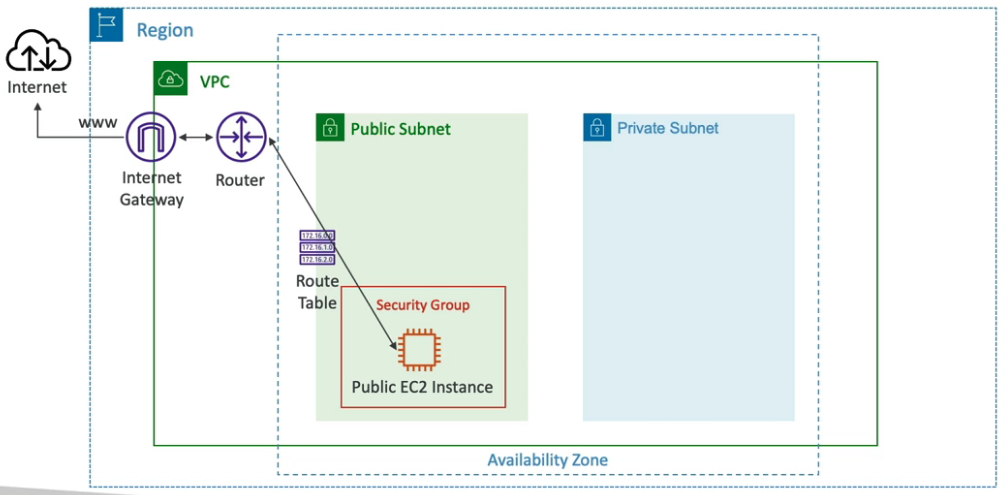 Region
Internet
VPC
www
Public Subnet
Private Subnet
Internet
Gateway
Router
172.16.0.0
172.16.1.0
172.16.2.0
Route
Table
Security Group
Public EC2 Instance
Availability Zone